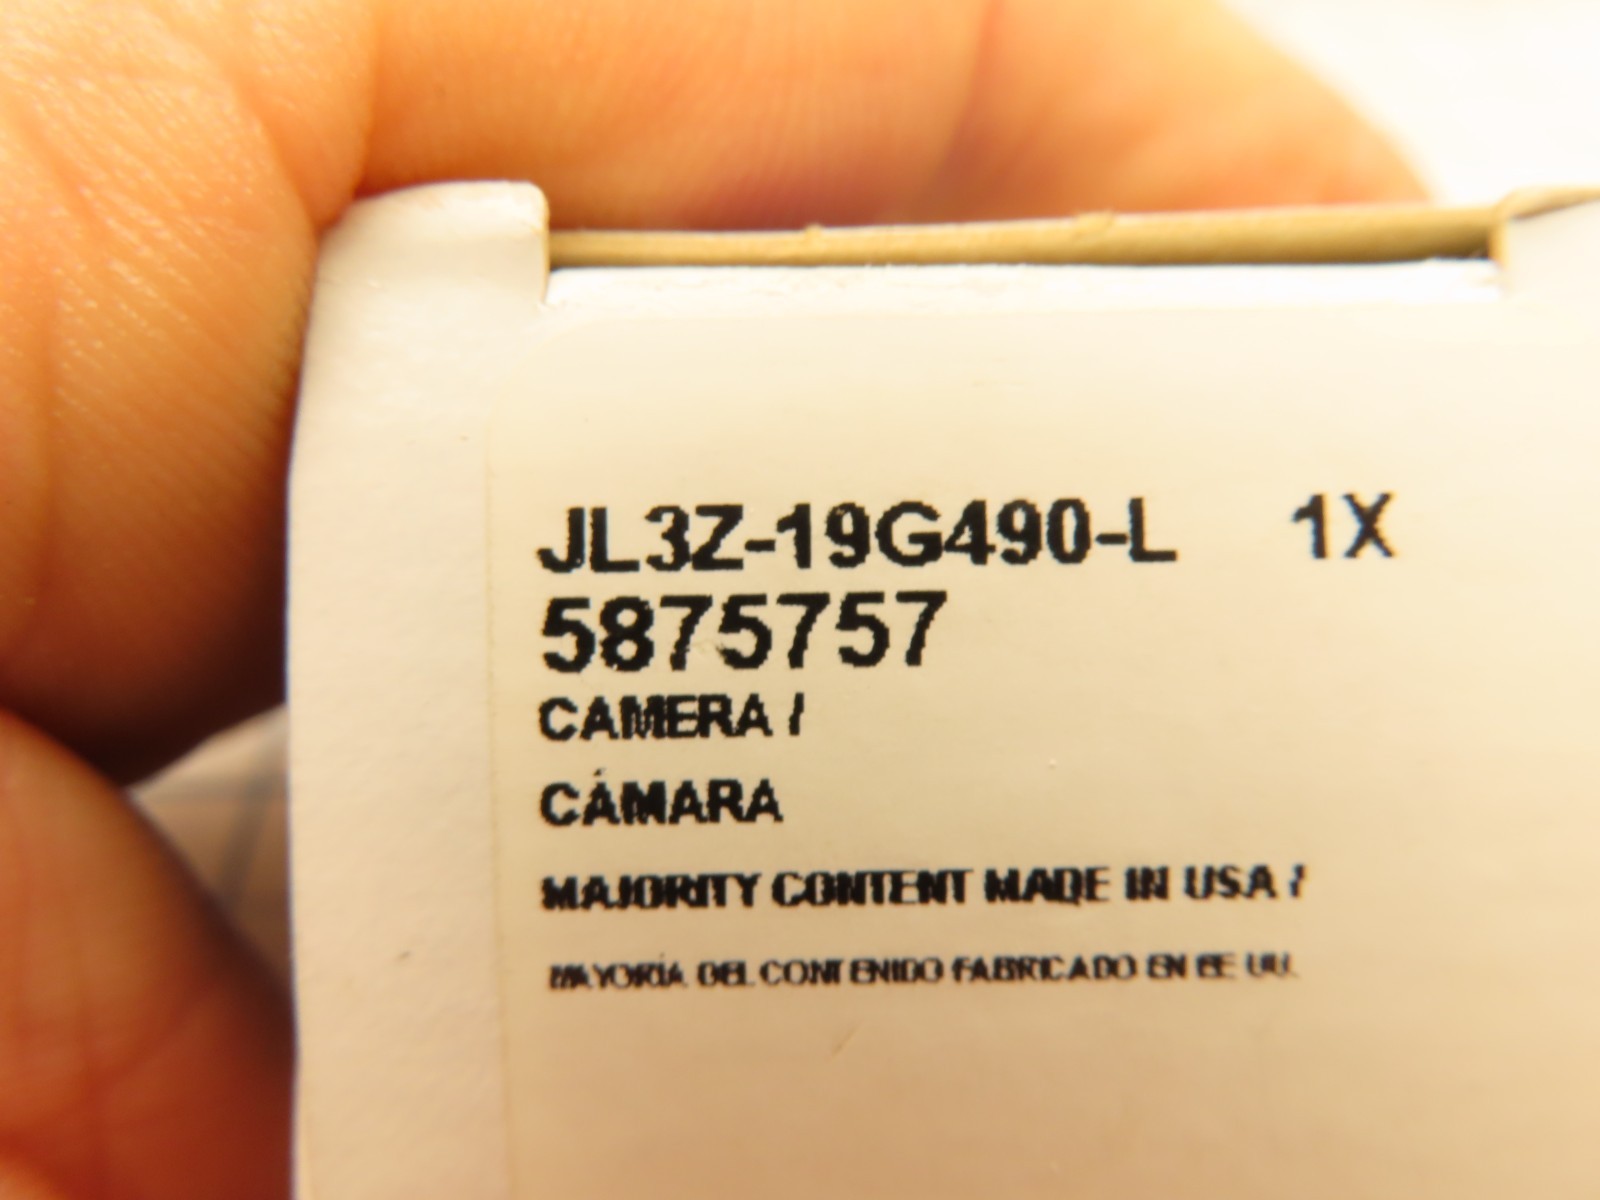 JL3Z-19G490-L 1X
5875757
CAMERA /
CÁMARA
MAJORITY CONTENT MADE IN USA /
MAYORÍA DEL CONTENIDO FABRICADO EN EE UU.